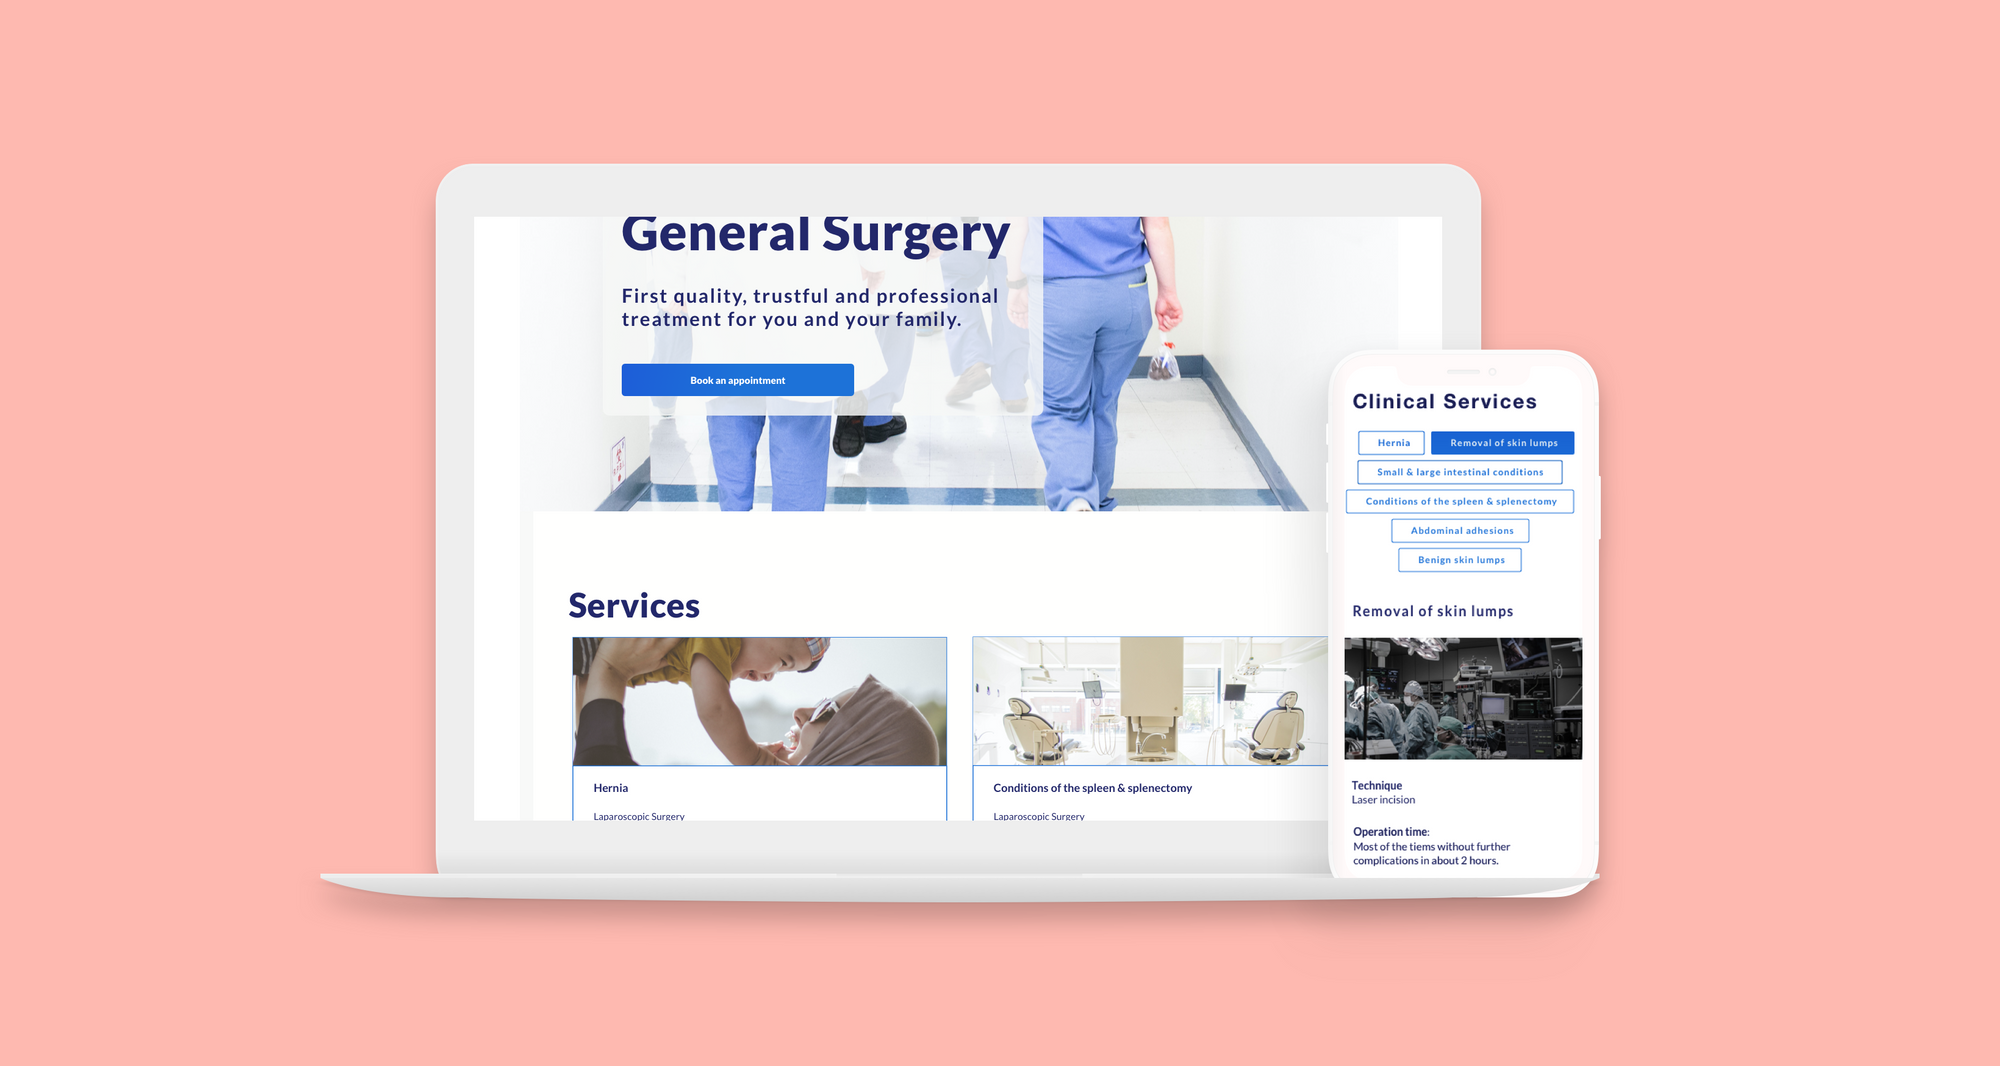 General Surgery
First quality, trustful and professional
treatment for you and your family.
Book an appointment
Services
Hernia
Laparoscopic Surgery
Conditions of the spleen & splenectomy
Laparoscopic Surgery
Clinical Services
Hernia
Removal of skin lumps
Small & large intestinal conditions
Conditions of the spleen & splenectomy
Abdominal adhesions
Benign skin lumps
Removal of skin lumps
Technique
Laser incision
Operation time:
Most of the tiems without further
complications in about 2 hours.